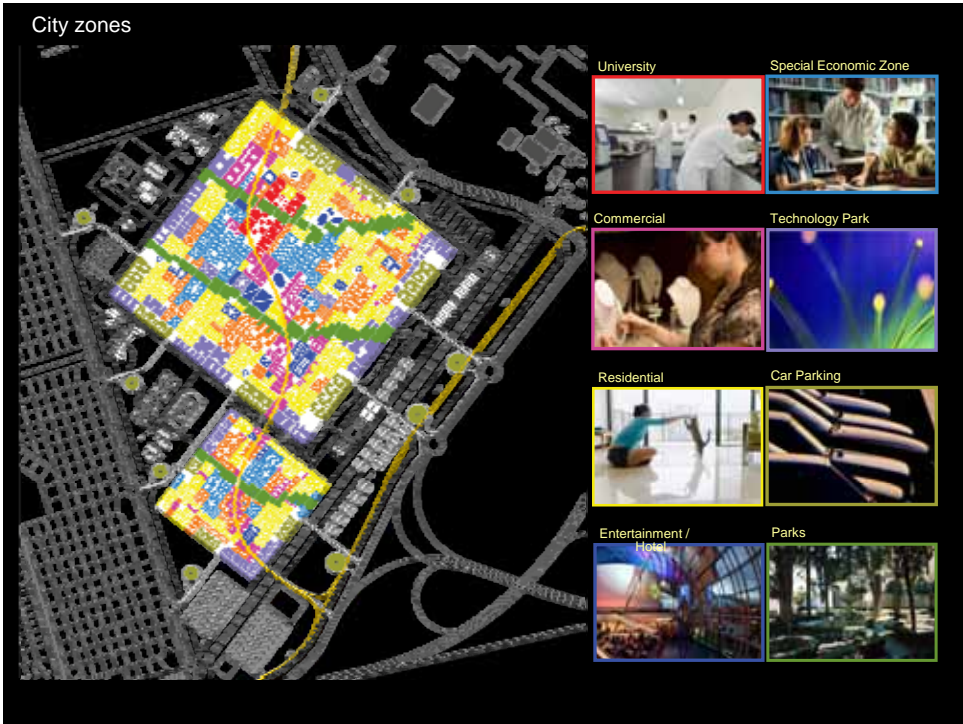 City zones
University
Special Economic Zone
Commercial
Technology Park
Residential
Car Parking
Entertainment /
Hotel
Parks